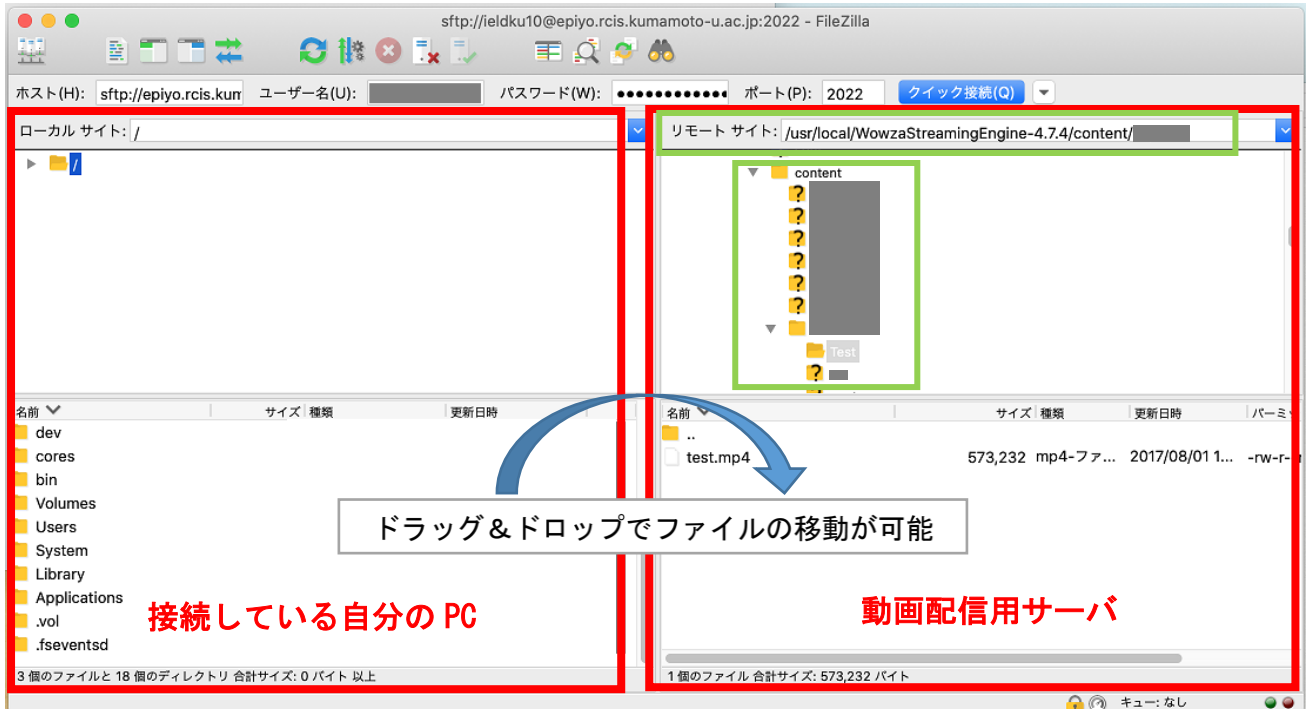 sftp://ieldku10@epiyo.rcis.kumamoto-u.ac.jp:2022 - FileZilla
ホスト(H): sftp://epiyo.rcis.kum ユーザー名(U): パスワード(W): ●●●●●●●●●●●● ポート(P): 2022 クイック接続(Q)
ローカル サイト: /
/
リモート サイト: /usr/local/WowzaStreamingEngine-4.7.4/content/
content
?
?
?
?
?
?
Test
?
名前 サイズ 種類 更新日時
dev
cores
bin
Volumes
Users
System
Library
Applications
.vol
.fseventsd
3 個のファイルと 18 個のディレクトリ 合計サイズ: 0 バイト 以上
名前 サイズ 種類 更新日時 パーミ
..
test.mp4 573,232 mp4-ファ... 2017/08/01 1... -rw-r-
1 個のファイル 合計サイズ: 573,232 バイト
ドラッグ＆ドロップでファイルの移動が可能
接続している自分の PC
動画配信用サーバ
キュー: なし